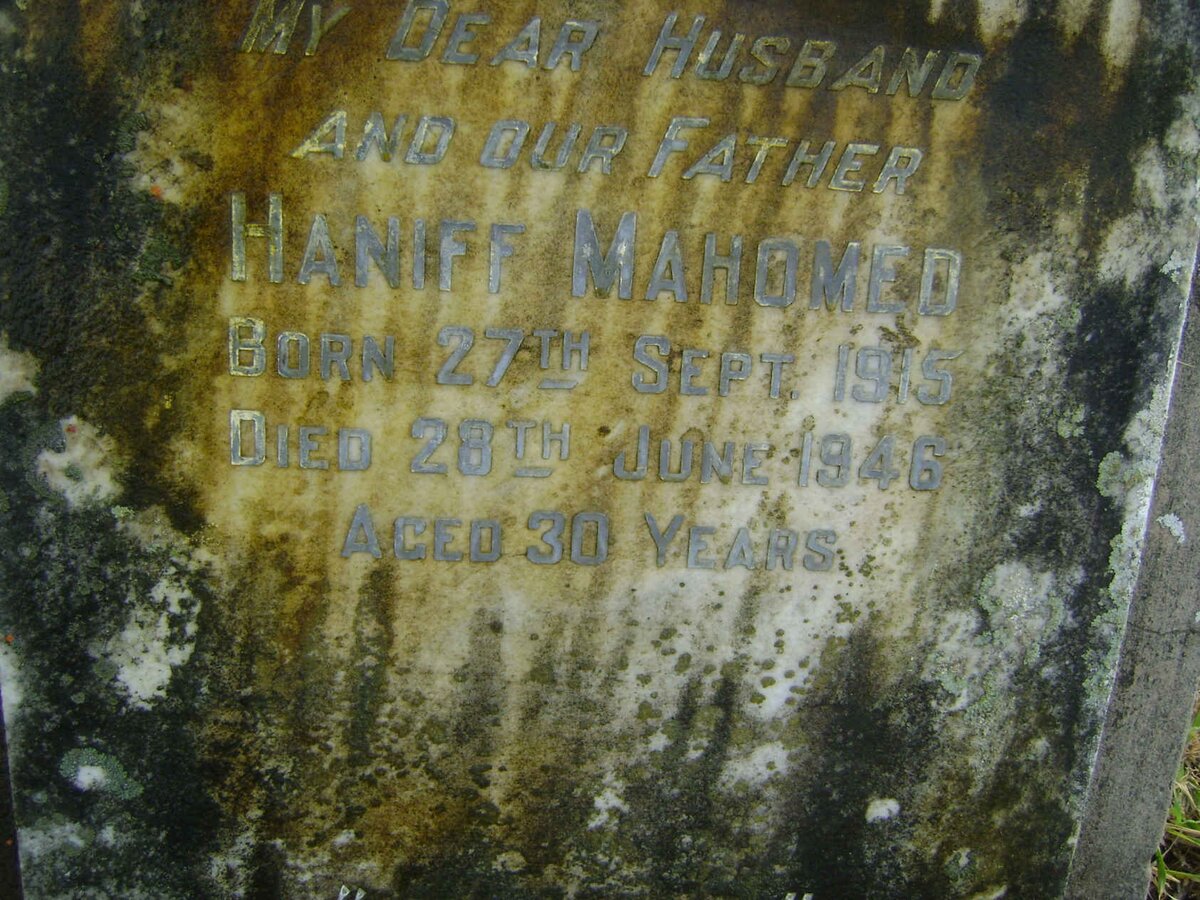 My Dear Husband
and our Father
Haniff Mahomed
Born 27th Sept. 1915
Died 28th June 1946
Aged 30 Years